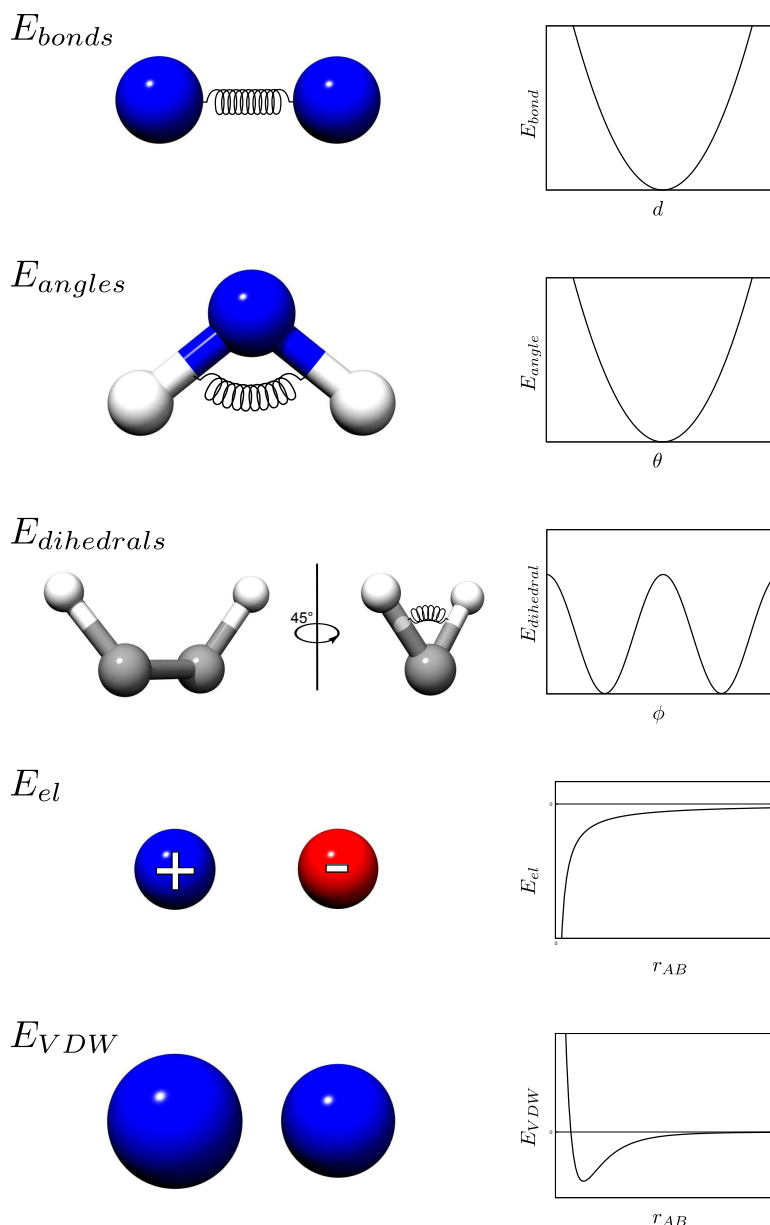 E_bonds
E_bond
d
E_angles
E_angle
θ
E_dihedrals
45°
E_dihedral
ϕ
E_el
+
-
0
E_el
0
r_AB
E_VDW
0
E_VDW
r_AB